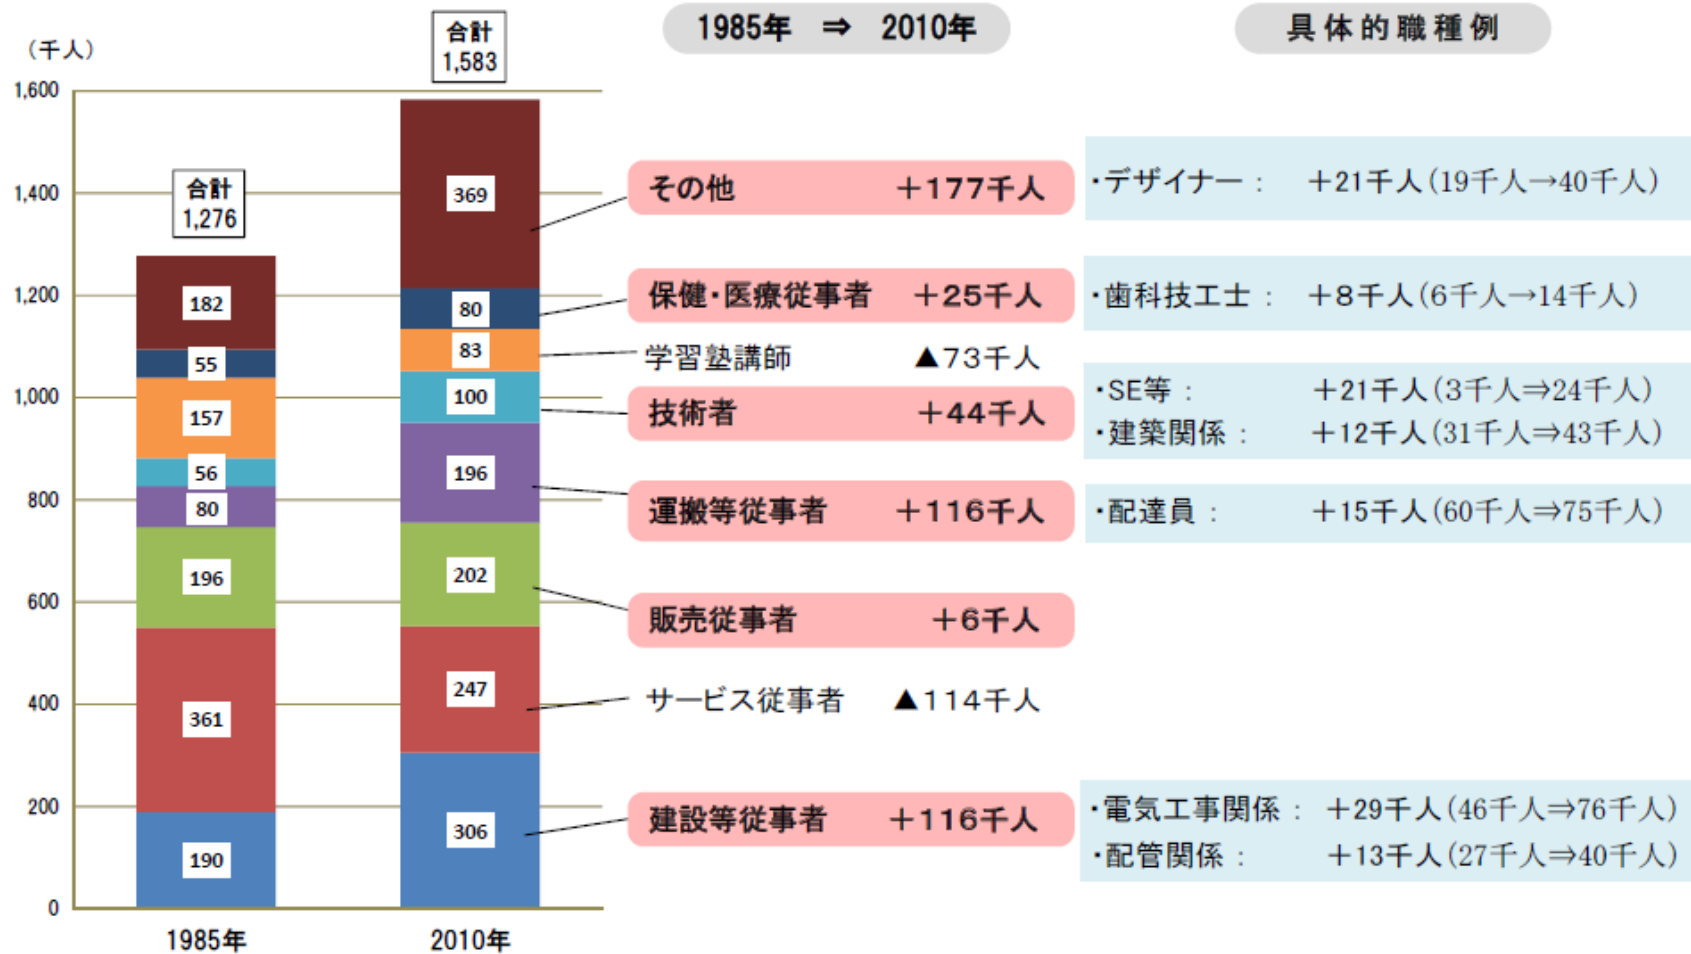 (千人)
合計
1,583
合計
1,276
1,600
1,400
1,200
1,000
800
600
400
200
0
182
55
157
56
80
196
361
190
369
80
83
100
196
202
247
306
1985年
2010年
1985年 ⇒ 2010年
具体的職種例
その他 +177千人
・デザイナー: +21千人(19千人→40千人)
保健・医療従事者 +25千人
・歯科技工士: +8千人(6千人→14千人)
学習塾講師 ▲73千人
技術者 +44千人
・SE等: +21千人(3千人⇒24千人)
・建築関係: +12千人(31千人⇒43千人)
運搬等従事者 +116千人
・配達員: +15千人(60千人⇒75千人)
販売従事者 +6千人
サービス従事者 ▲114千人
建設等従事者 +116千人
・電気工事関係: +29千人(46千人⇒76千人)
・配管関係: +13千人(27千人⇒40千人)